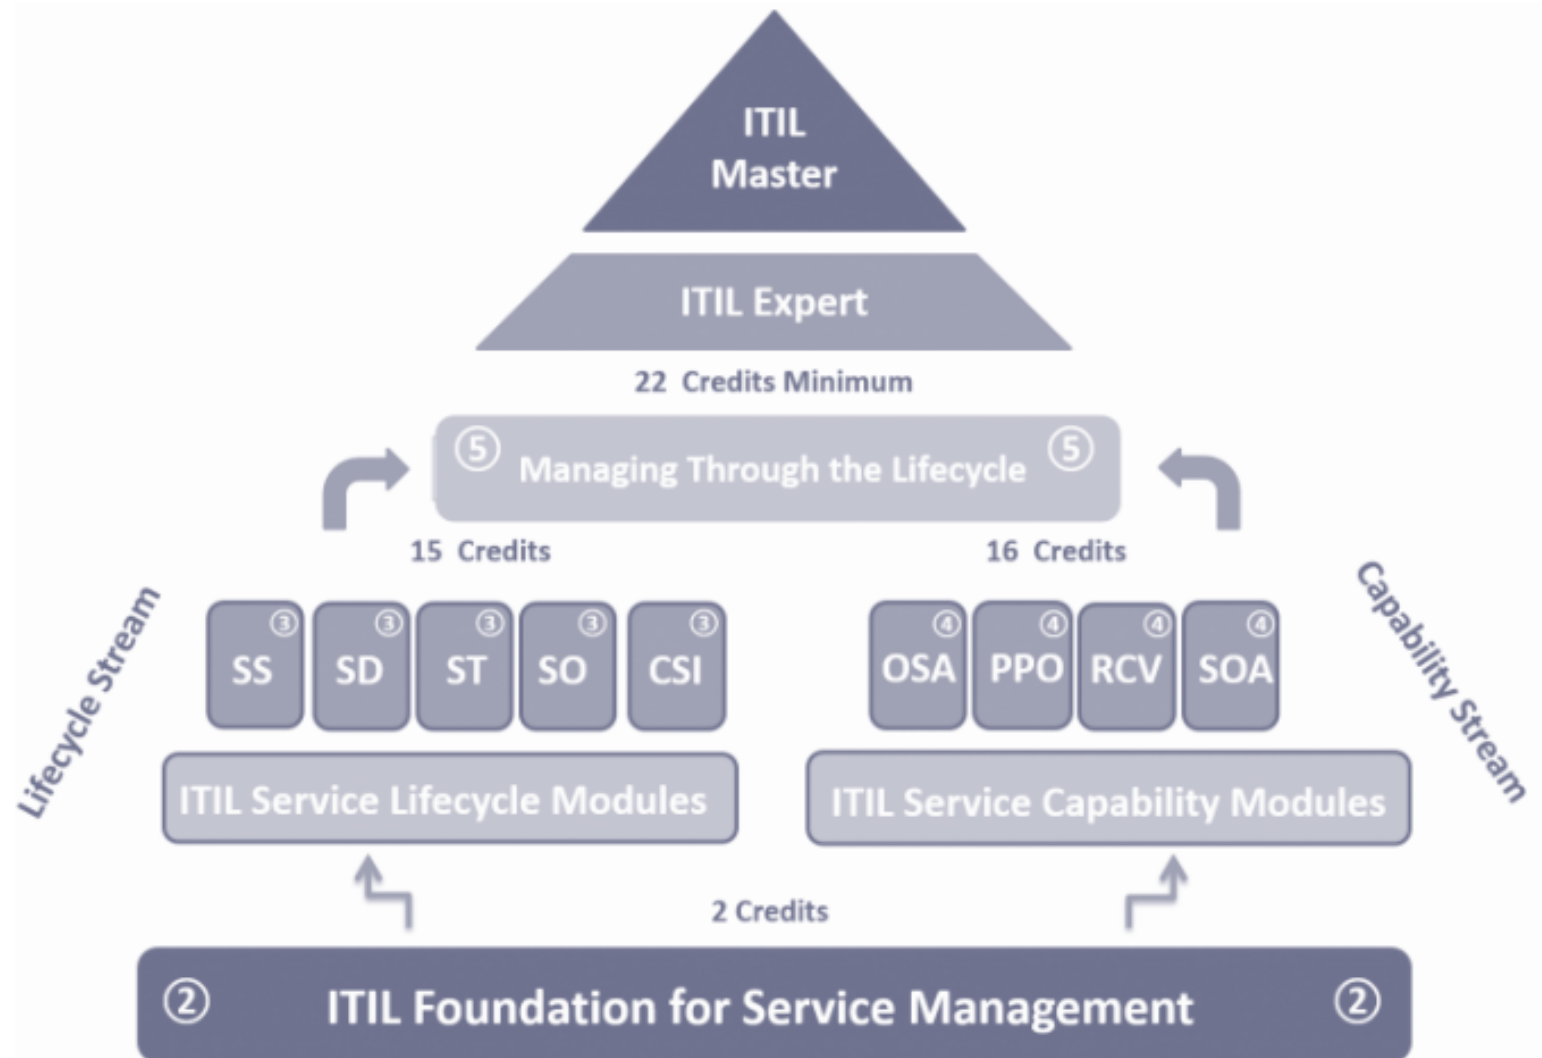 ITIL
Master
ITIL Expert
22 Credits Minimum
⑤ Managing Through the Lifecycle ⑤
15 Credits
16 Credits
Lifecycle Stream
Capability Stream
③ ③ ③ ③ ③
SS SD ST SO CSI
④ ④ ④ ④
OSA PPO RCV SOA
ITIL Service Lifecycle Modules
ITIL Service Capability Modules
2 Credits
② ITIL Foundation for Service Management ②